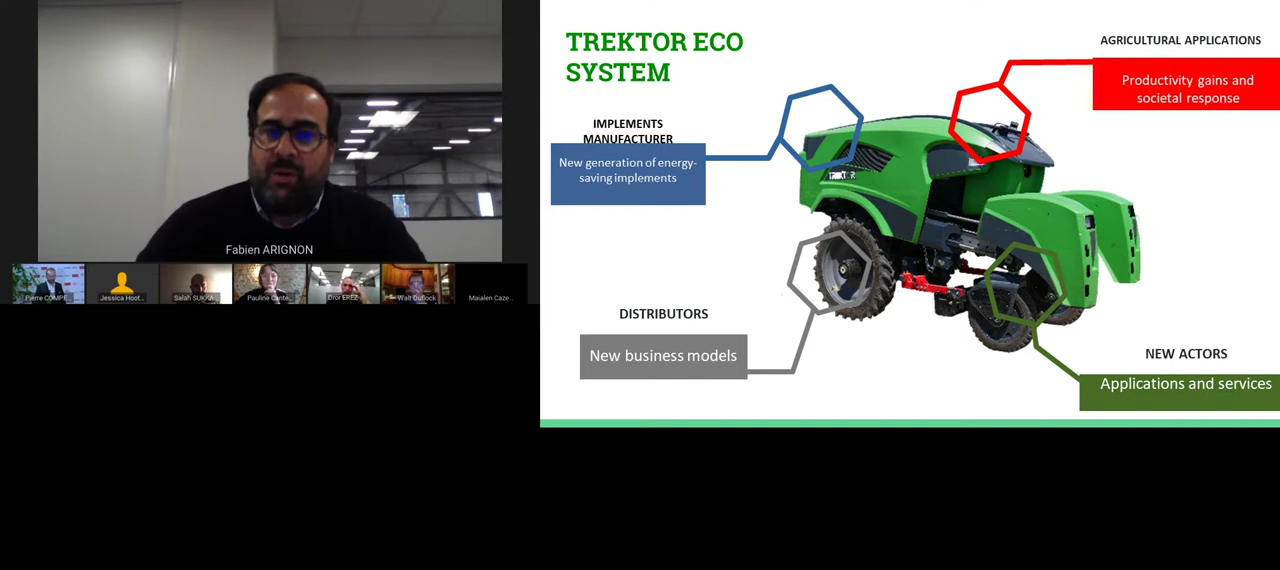 Fabien ARIGNON
Pierre COMPE...
Jessica Hoot...
Salah SUKKA...
Pauline Cante...
Dror EREZ
Walt Duflock
Maialen Caze...
TREKTOR ECO
SYSTEM
AGRICULTURAL APPLICATIONS
Productivity gains and
societal response
IMPLEMENTS
MANUFACTURER
New generation of energy-
saving implements
TREKTOR
DISTRIBUTORS
New business models
NEW ACTORS
Applications and services